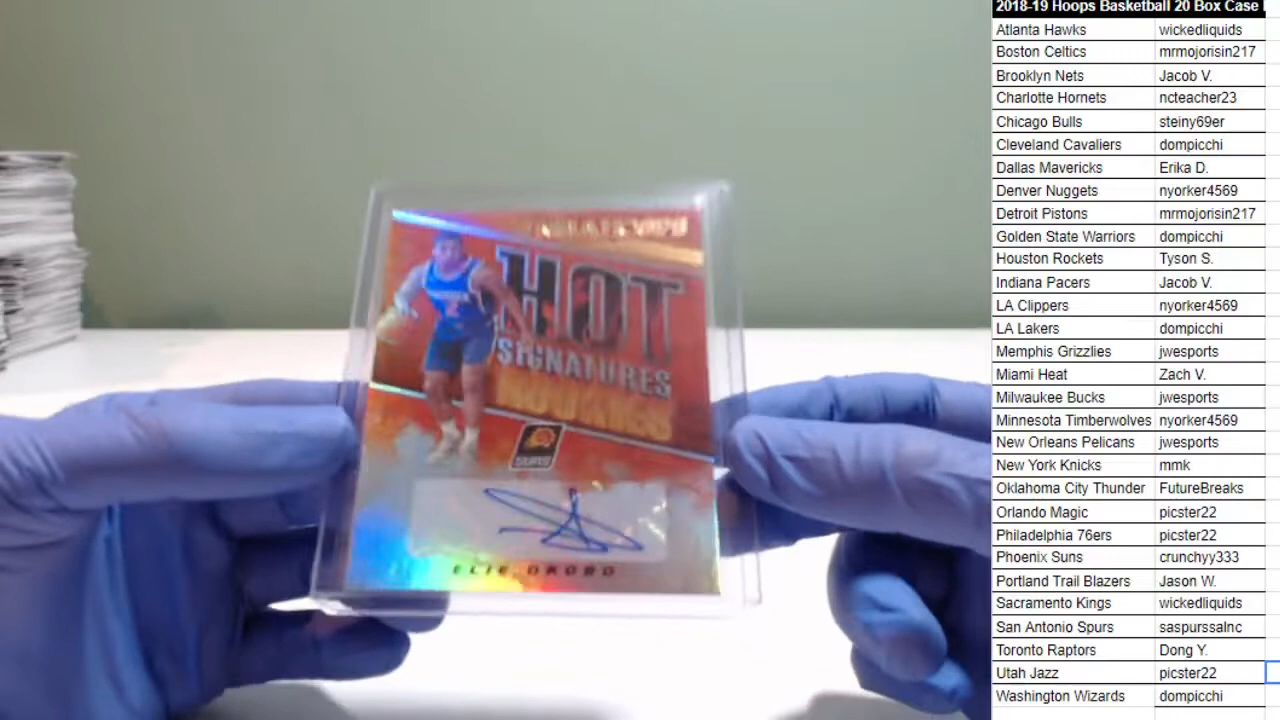 HOT
SIGNATURES
ROOKIES
SUNS
ELIE OKOBO
2018-19 Hoops Basketball 20 Box Case
Atlanta Hawks wickedliquids
Boston Celtics mrmojorisin217
Brooklyn Nets Jacob V.
Charlotte Hornets ncteacher23
Chicago Bulls steiny69er
Cleveland Cavaliers dompicchi
Dallas Mavericks Erika D.
Denver Nuggets nyorker4569
Detroit Pistons mrmojorisin217
Golden State Warriors dompicchi
Houston Rockets Tyson S.
Indiana Pacers Jacob V.
LA Clippers nyorker4569
LA Lakers dompicchi
Memphis Grizzlies jwesports
Miami Heat Zach V.
Milwaukee Bucks jwesports
Minnesota Timberwolves nyorker4569
New Orleans Pelicans jwesports
New York Knicks mmk
Oklahoma City Thunder FutureBreaks
Orlando Magic picster22
Philadelphia 76ers picster22
Phoenix Suns crunchyy333
Portland Trail Blazers Jason W.
Sacramento Kings wickedliquids
San Antonio Spurs saspurssalnc
Toronto Raptors Dong Y.
Utah Jazz picster22
Washington Wizards dompicchi